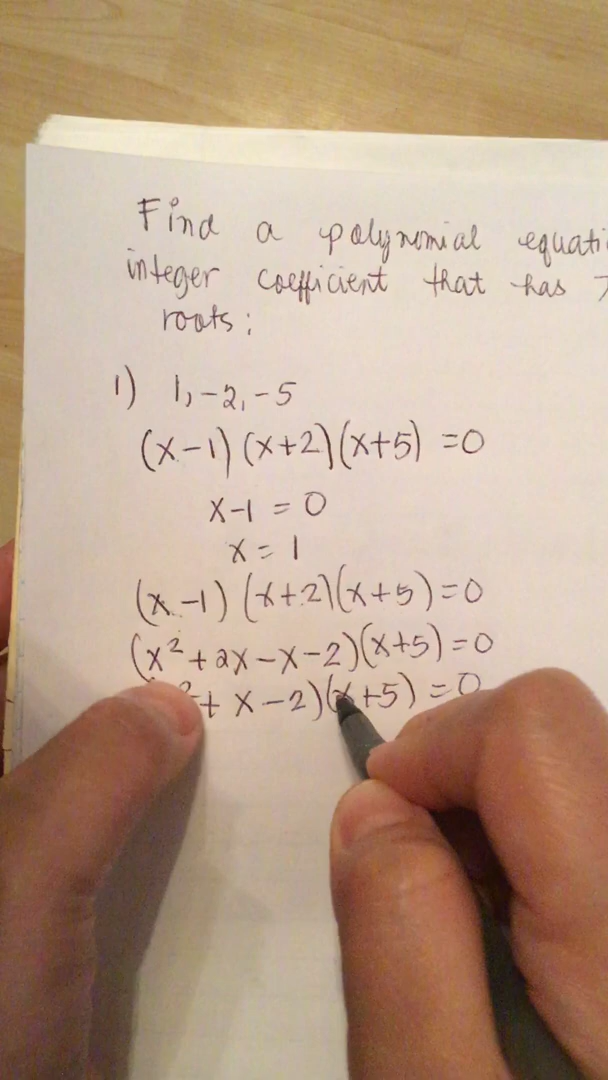 Find a polynomial equati
integer coefficient that has
roots:
1) 1, -2, -5
(x-1)(x+2)(x+5) =0
x-1 = 0
x = 1
(x-1)(x+2)(x+5)=0
(x²+2x-x-2)(x+5)=0
²+x-2)(x+5)=0